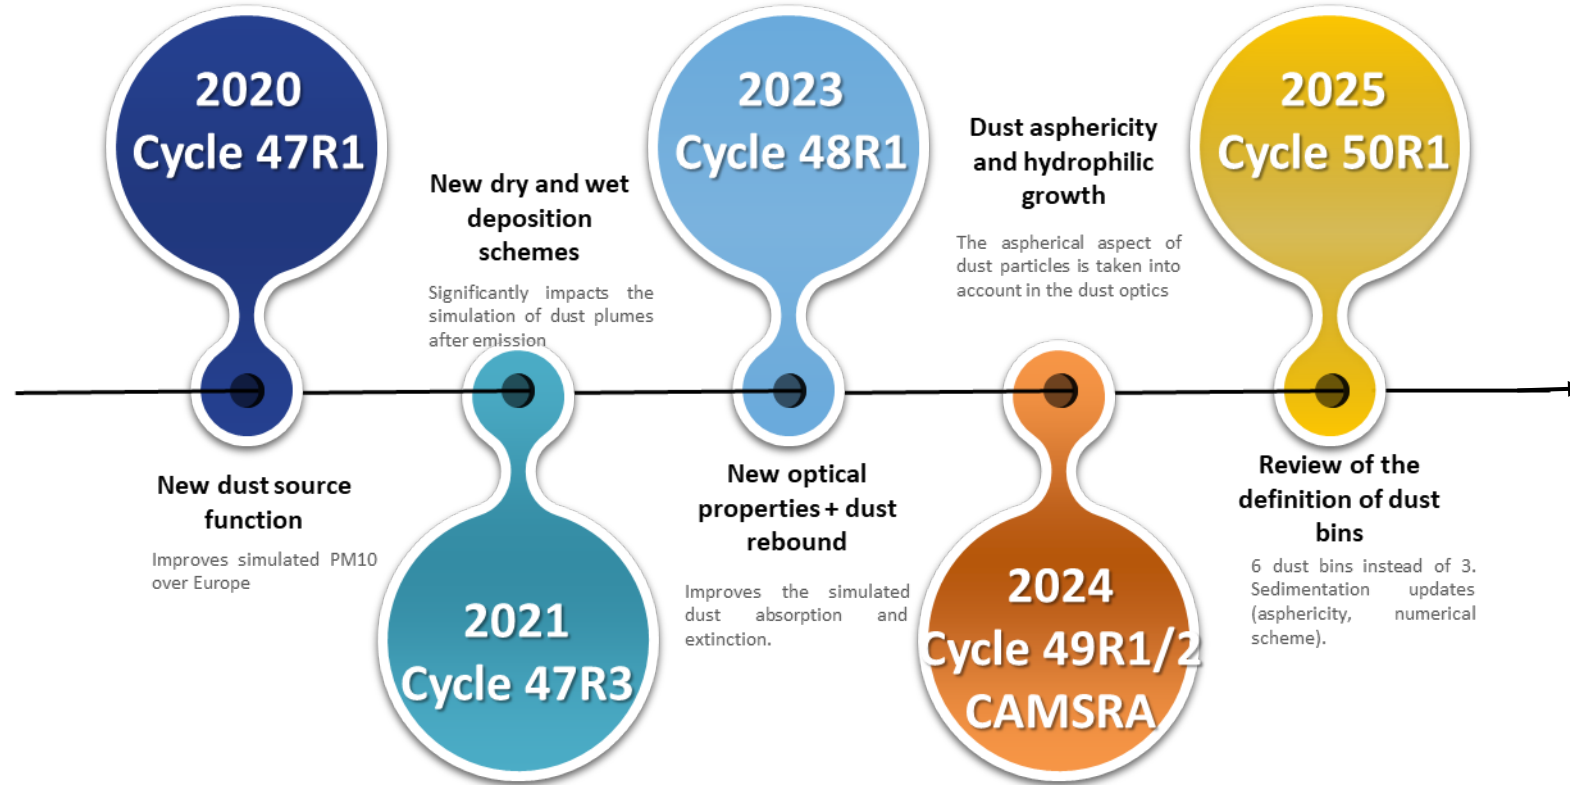 2020
Cycle 47R1
New dust source
function
Improves simulated PM10
over Europe
New dry and wet
deposition
schemes
Significantly impacts the
simulation of dust plumes
after emission
2021
Cycle 47R3
2023
Cycle 48R1
New optical
properties + dust
rebound
Improves the simulated
dust absorption and
extinction.
Dust asphericity
and hydrophilic
growth
The aspherical aspect of
dust particles is taken into
account in the dust optics
2024
Cycle 49R1/2
CAMSRA
2025
Cycle 50R1
Review of the
definition of dust
bins
6 dust bins instead of 3.
Sedimentation updates
(asphericity, numerical
scheme).